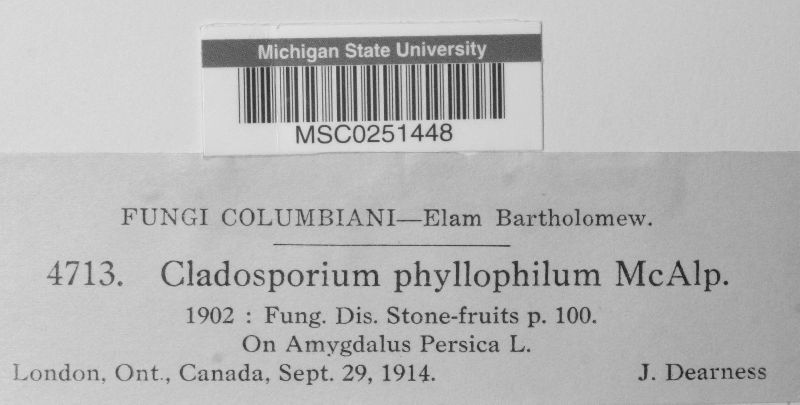 Michigan State University
MSC0251448
FUNGI COLUMBIANI—Elam Bartholomew.
4713. Cladosporium phyllophilum McAlp.
1902 : Fung. Dis. Stone-fruits p. 100.
On Amygdalus Persica L.
London, Ont., Canada, Sept. 29, 1914. J. Dearness